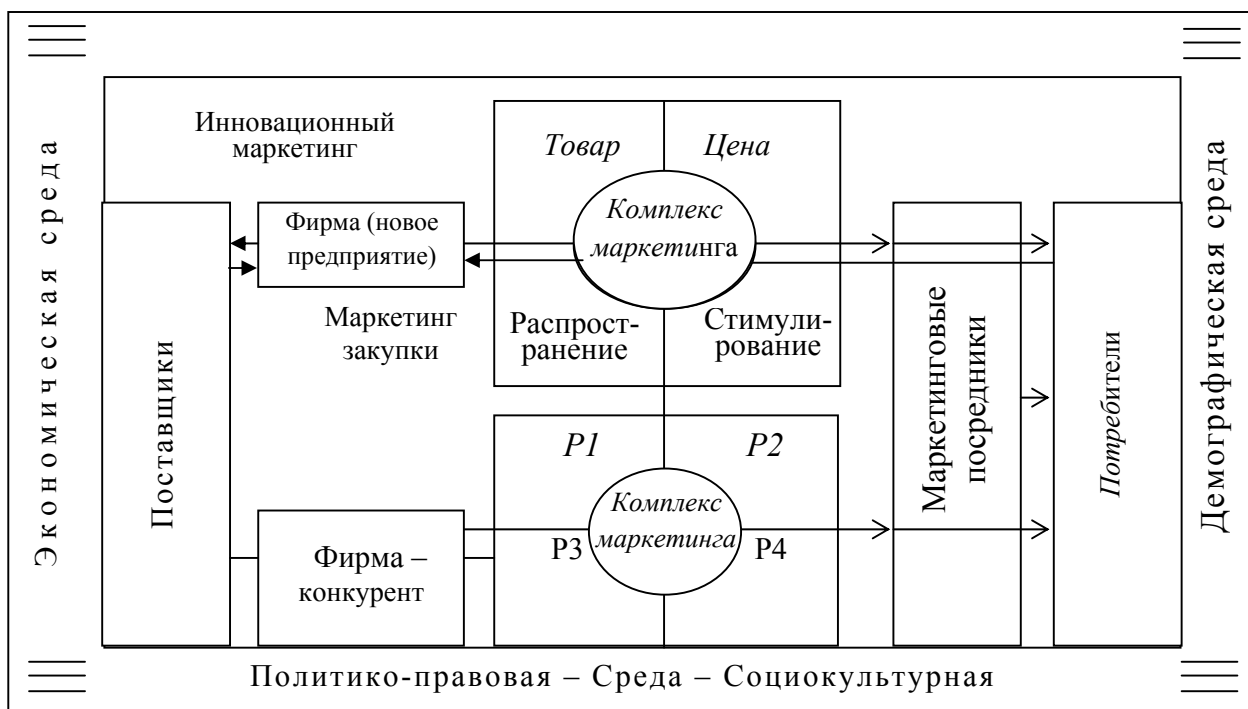 Экономическая среда
Инновационный
маркетинг
Товар
Цена
Комплекс
маркетинга
Фирма (новое
предприятие)
Маркетинг
закупки
Распрост-
ранение
Стимули-
рование
Поставщики
Маркетинговые
посредники
Потребители
Демографическая среда
P1
P2
Комплекс
маркетинга
P3
P4
Фирма –
конкурент
Политико-правовая – Среда – Социокультурная